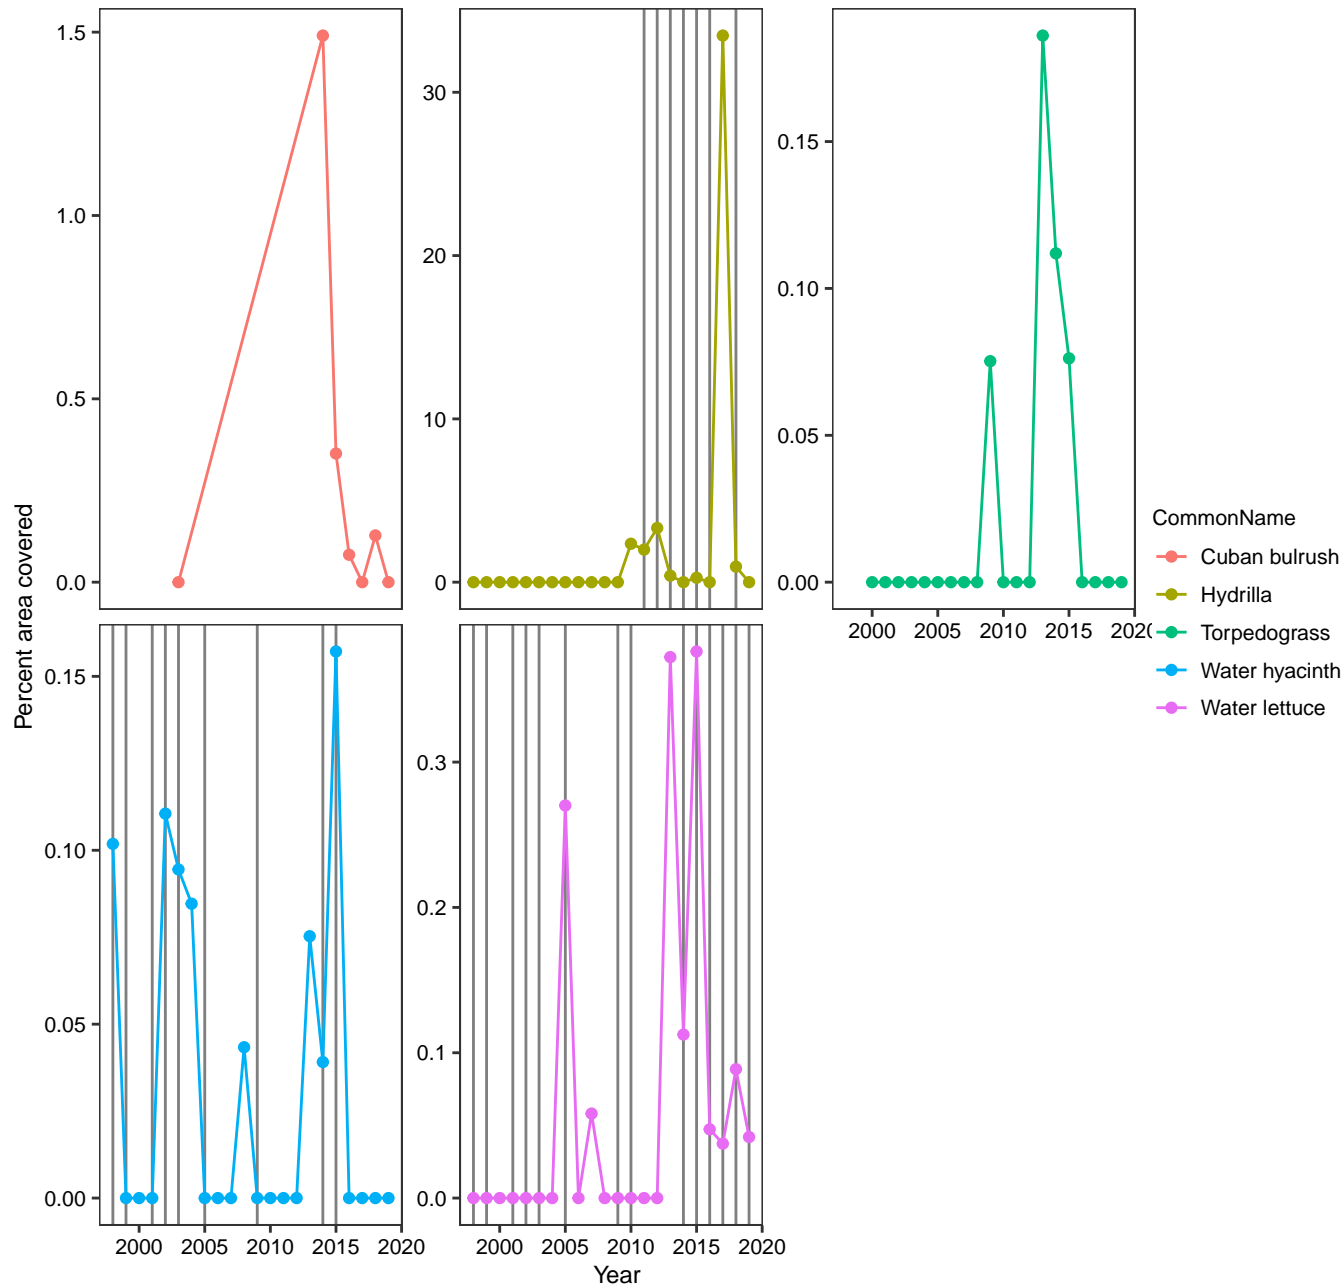 1.5
1.0
0.5
0.0
30
20
10
0
0.15
0.10
0.05
0.00
2000 2005 2010 2015 2020
Percent area covered
0.15
0.10
0.05
0.00
2000 2005 2010 2015 2020
0.3
0.2
0.1
0.0
2000 2005 2010 2015 2020
Year
CommonName
Cuban bulrush
Hydrilla
Torpedograss
Water hyacinth
Water lettuce